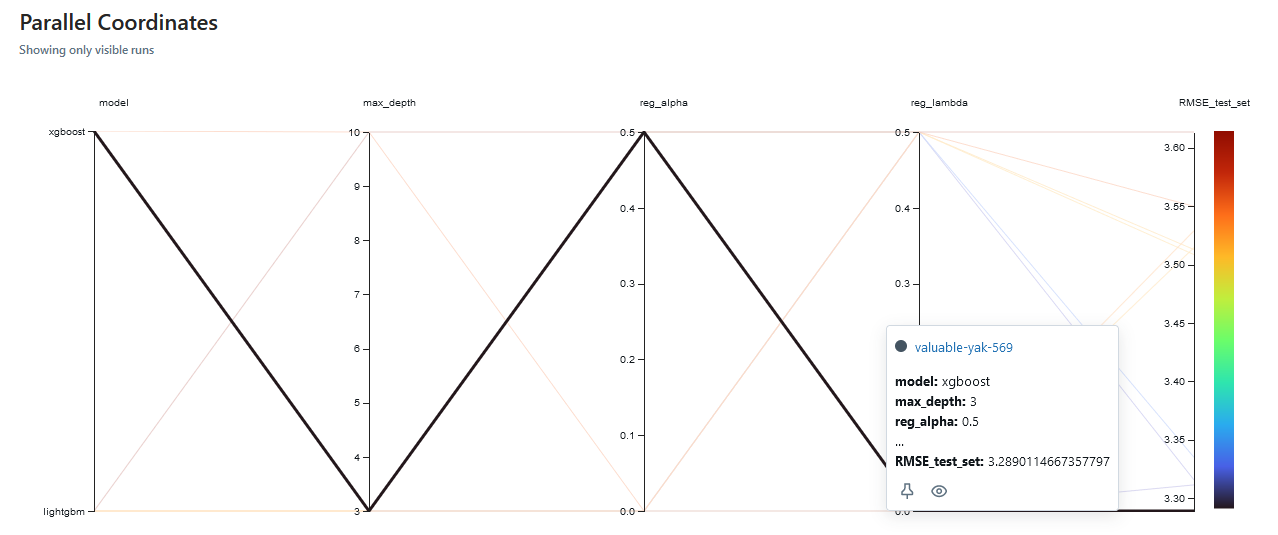 Parallel Coordinates
Showing only visible runs
model
max_depth
reg_alpha
reg_lambda
RMSE_test_set
xgboost
lightgbm
10
9
8
7
6
5
4
3
0.5
0.4
0.3
0.2
0.1
0.0
0.5
0.4
0.3
0.0
3.60
3.55
3.50
3.45
3.40
3.35
3.30
valuable-yak-569
model: xgboost
max_depth: 3
reg_alpha: 0.5
...
RMSE_test_set: 3.2890114667357797